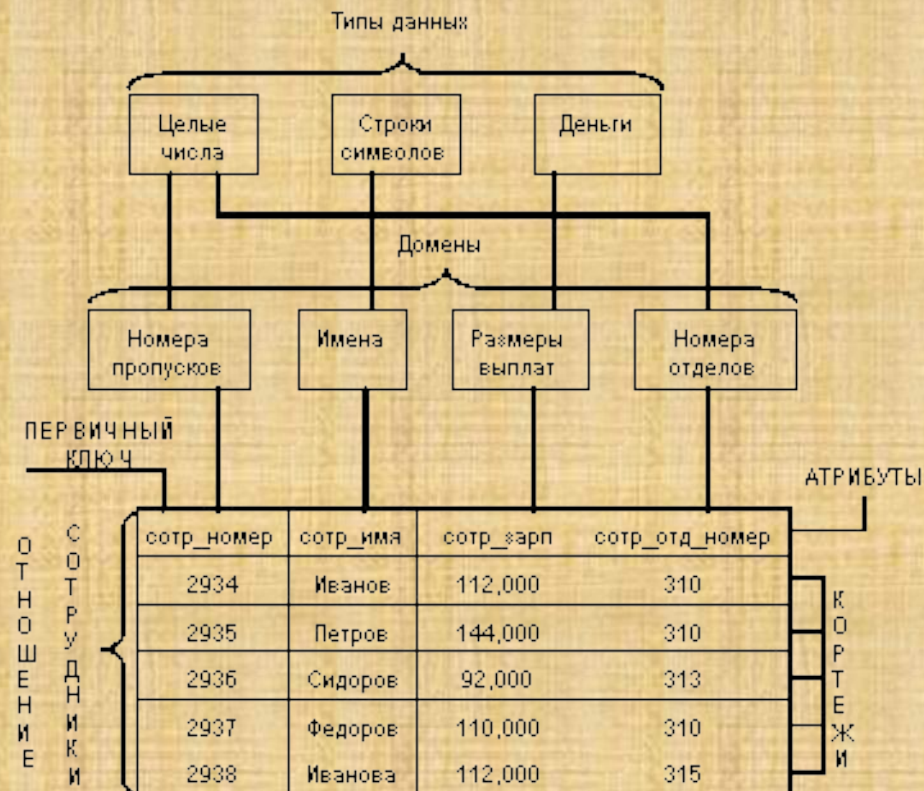 Типы данных
Целые
числа
Строки
символов
Деньги
Домены
Номера
пропусков
Имена
Размеры
выплат
Номера
отделов
ПЕРВИЧНЫЙ
КЛЮЧ
АТРИБУТЫ
ОТНОШЕНИЕ
СОТРУДНИКИ
сотр_номер сотр_имя сотр_зарп сотр_отд_номер
2934 Иванов 112,000 310
2935 Петров 144,000 310
2936 Сидоров 92,000 313
2937 Федоров 110,000 310
2938 Иванова 112,000 315
КОРТЕЖИ